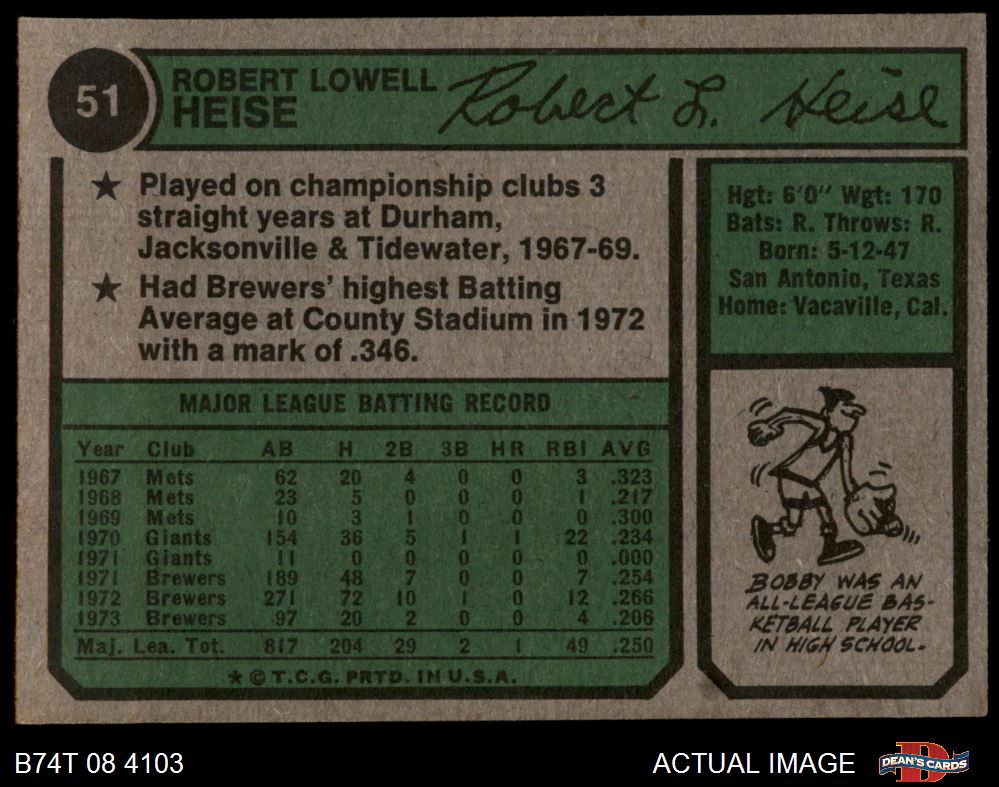 51
ROBERT LOWELL
HEISE
Robert L. Heise
★ Played on championship clubs 3
straight years at Durham,
Jacksonville & Tidewater, 1967-69.
★ Had Brewers' highest Batting
Average at County Stadium in 1972
with a mark of .346.
Hgt: 6'0" Wgt: 170
Bats: R. Throws: R.
Born: 5-12-47
San Antonio, Texas
Home: Vacaville, Cal.
MAJOR LEAGUE BATTING RECORD
Year Club AB H 2B 3B HR RBI AVG
1967 Mets 62 20 4 0 0 3 .323
1968 Mets 23 5 0 0 0 1 .217
1969 Mets 10 3 1 0 0 0 .300
1970 Giants 154 36 5 1 1 22 .234
1971 Giants 11 0 0 0 0 0 .000
1971 Brewers 189 48 7 0 0 7 .254
1972 Brewers 271 72 10 1 0 12 .266
1973 Brewers 97 20 2 0 0 4 .206
Maj. Lea. Tot. 817 204 29 2 1 49 .250
★ © T.C.G. PRTD. IN U.S.A.
BOBBY WAS AN
ALL-LEAGUE BAS-
KETBALL PLAYER
IN HIGH SCHOOL.
B74T 08 4103
ACTUAL IMAGE
DEAN'S CARDS